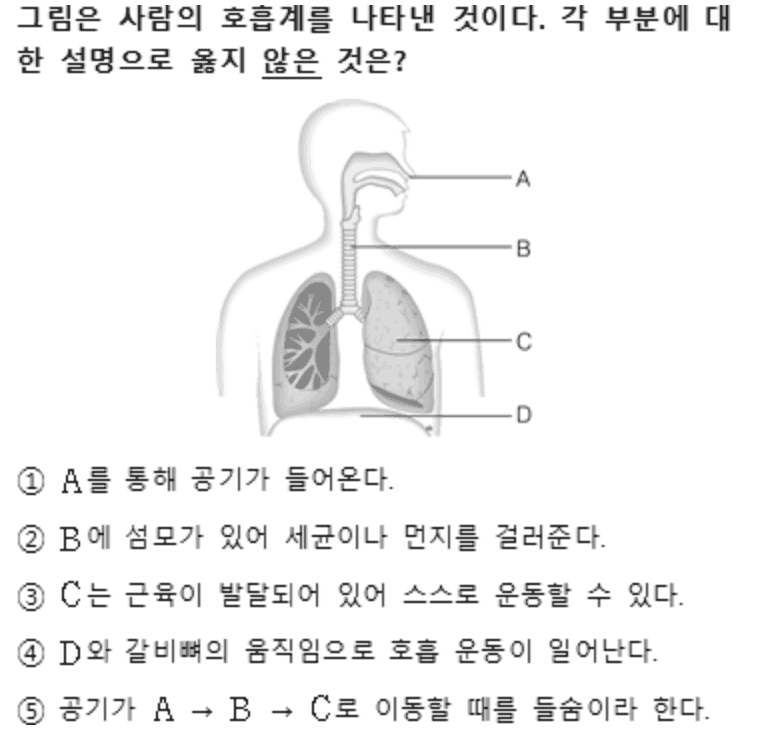 그림은 사람의 호흡계를 나타낸 것이다. 각 부분에 대
한 설명으로 옳지 않은 것은?
A
B
C
D
① A를 통해 공기가 들어온다.
② B에 섬모가 있어 세균이나 먼지를 걸러준다.
③ C는 근육이 발달되어 있어 스스로 운동할 수 있다.
④ D와 갈비뼈의 움직임으로 호흡 운동이 일어난다.
⑤ 공기가 A → B → C로 이동할 때를 들숨이라 한다.